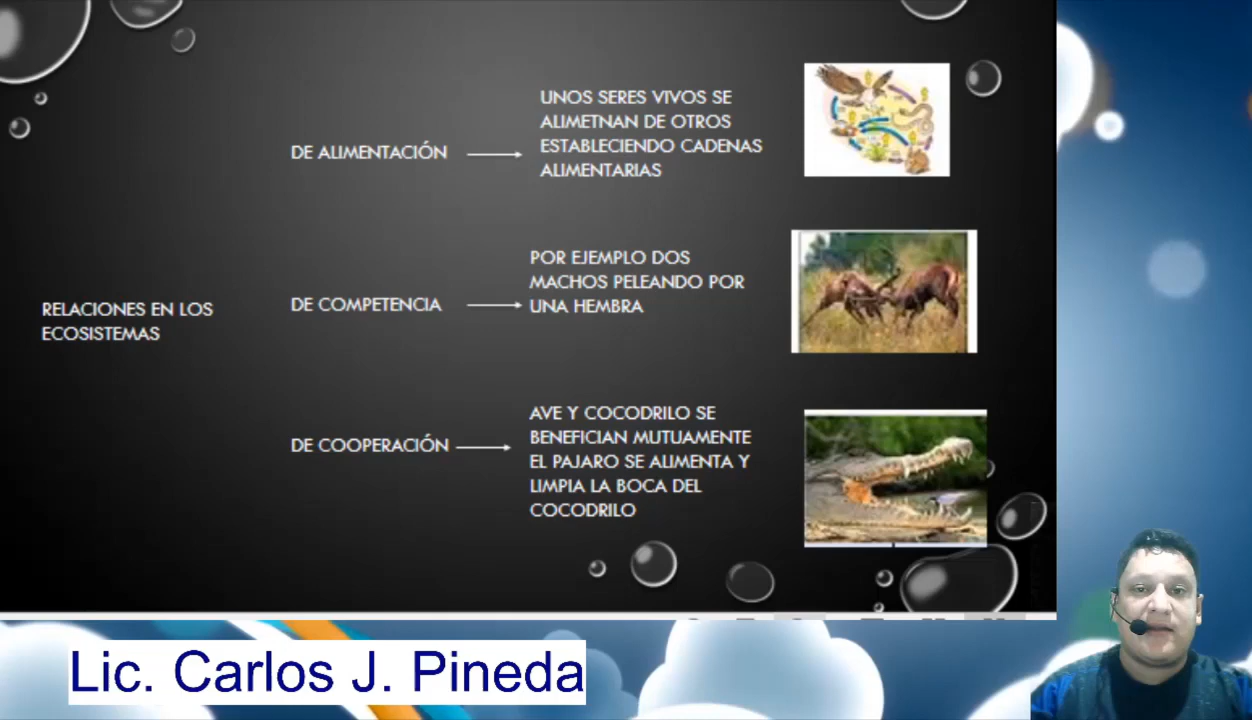 RELACIONES EN LOS
ECOSISTEMAS
DE ALIMENTACIÓN
UNOS SERES VIVOS SE
ALIMETNAN DE OTROS
ESTABLECIENDO CADENAS
ALIMENTARIAS
DE COMPETENCIA
POR EJEMPLO DOS
MACHOS PELEANDO POR
UNA HEMBRA
DE COOPERACIÓN
AVE Y COCODRILO SE
BENEFICIAN MUTUAMENTE
EL PAJARO SE ALIMENTA Y
LIMPIA LA BOCA DEL
COCODRILO
Lic. Carlos J. Pineda